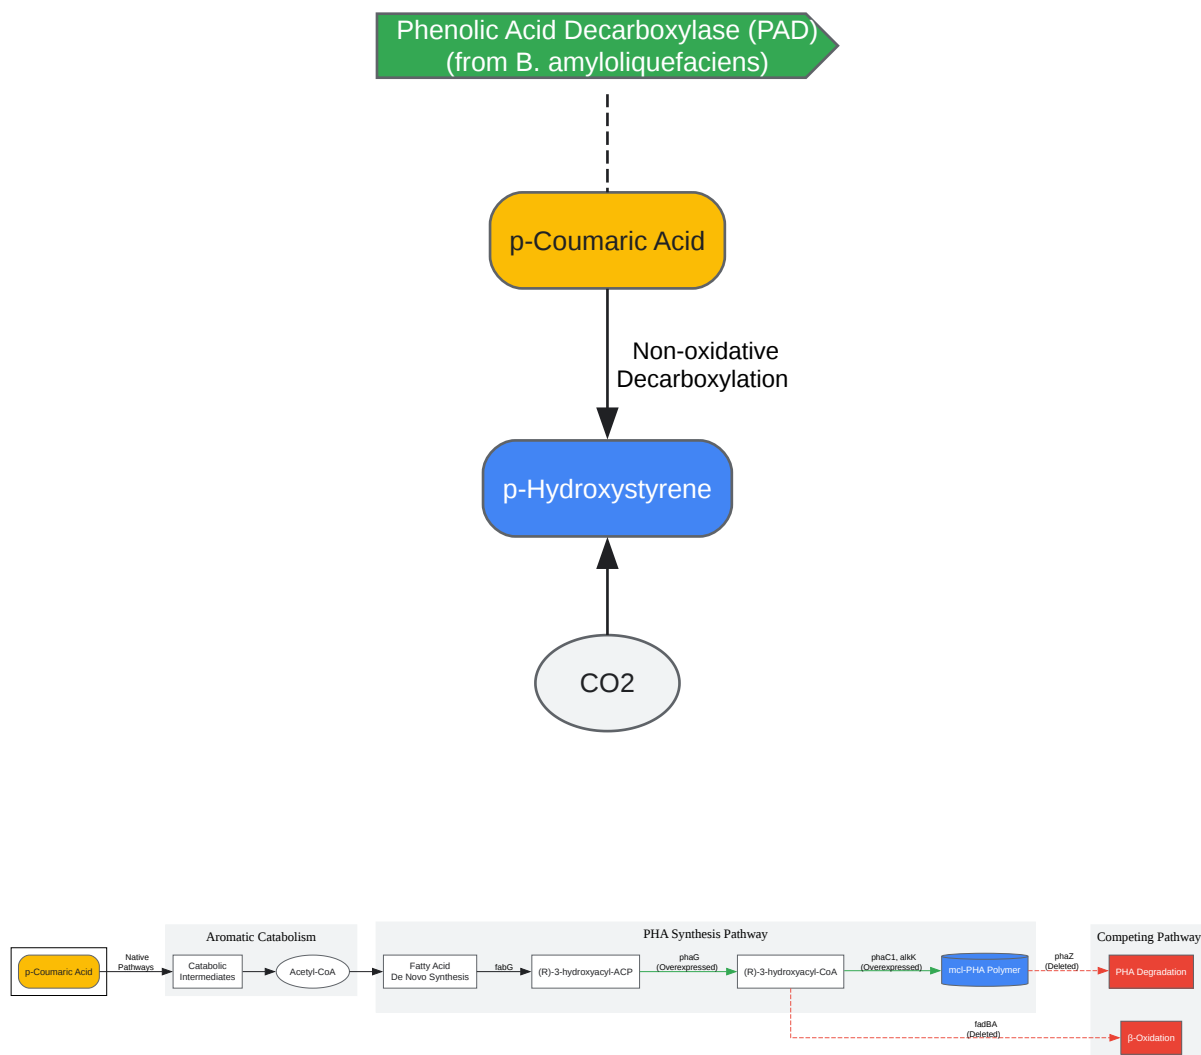 Phenolic Acid Decarboxylase (PAD)
(from B. amyloliquefaciens)
p-Coumaric Acid
Non-oxidative
Decarboxylation
p-Hydroxystyrene
CO2
Aromatic Catabolism
PHA Synthesis Pathway
Competing Pathway
p-Coumaric Acid
Native
Pathways
Catabolic
Intermediates
Acetyl-CoA
Fatty Acid
De Novo Synthesis
fabG
(R)-3-hydroxyacyl-ACP
phaG
(Overexpressed)
(R)-3-hydroxyacyl-CoA
phaC1, alkK
(Overexpressed)
mcl-PHA Polymer
phaZ
(Deleted)
PHA Degradation
fadBA
(Deleted)
β-Oxidation